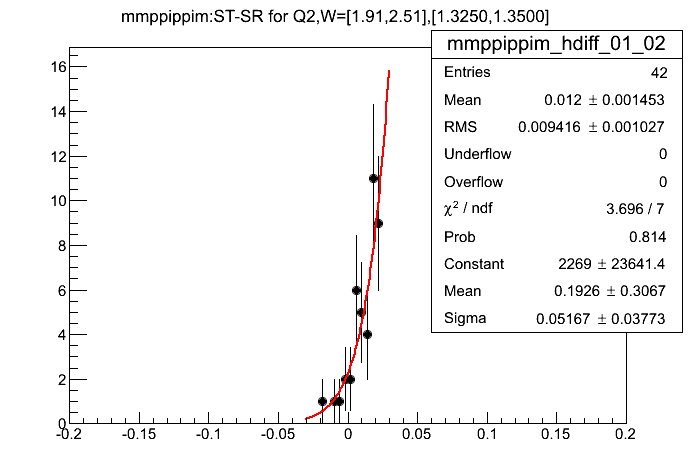 mmppippim:ST-SR for Q2,W=[1.91,2.51],[1.3250,1.3500]
mmppippim_hdiff_01_02
Entries 42
Mean 0.012 ± 0.001453
RMS 0.009416 ± 0.001027
Underflow 0
Overflow 0
χ² / ndf 3.696 / 7
Prob 0.814
Constant 2269 ± 23641.4
Mean 0.1926 ± 0.3067
Sigma 0.05167 ± 0.03773
16
14
12
10
8
6
4
2
0
-0.2 -0.15 -0.1 -0.05 0 0.05 0.1 0.15 0.2